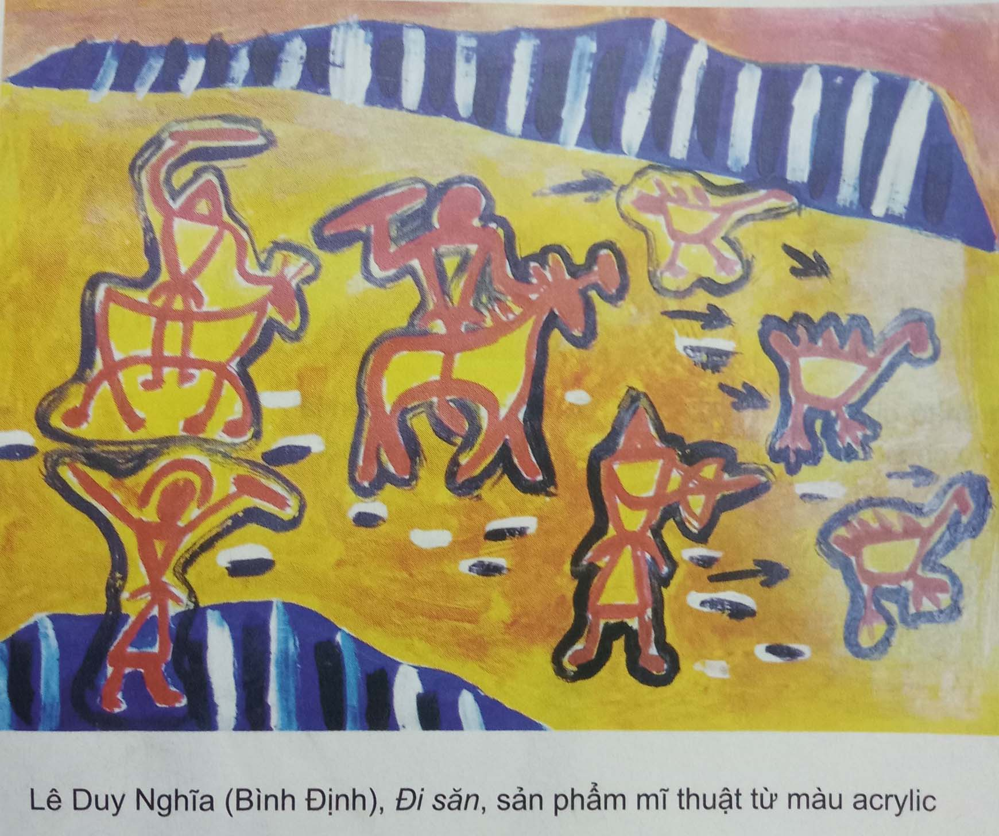 Lê Duy Nghĩa (Bình Định), Đi săn, sản phẩm mĩ thuật từ màu acrylic